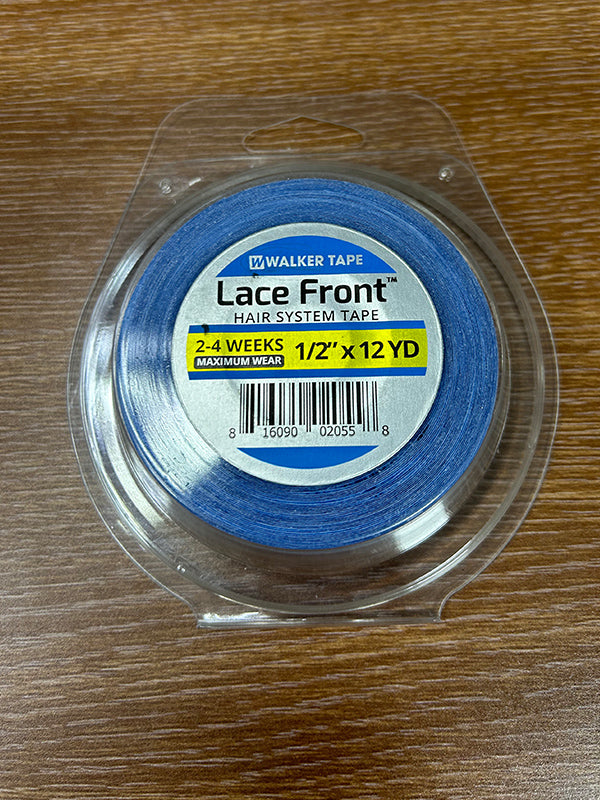 W WALKER TAPE
Lace Front™
HAIR SYSTEM TAPE
2-4 WEEKS
MAXIMUM WEAR
1/2" x 12 YD
8 16090 02055 8